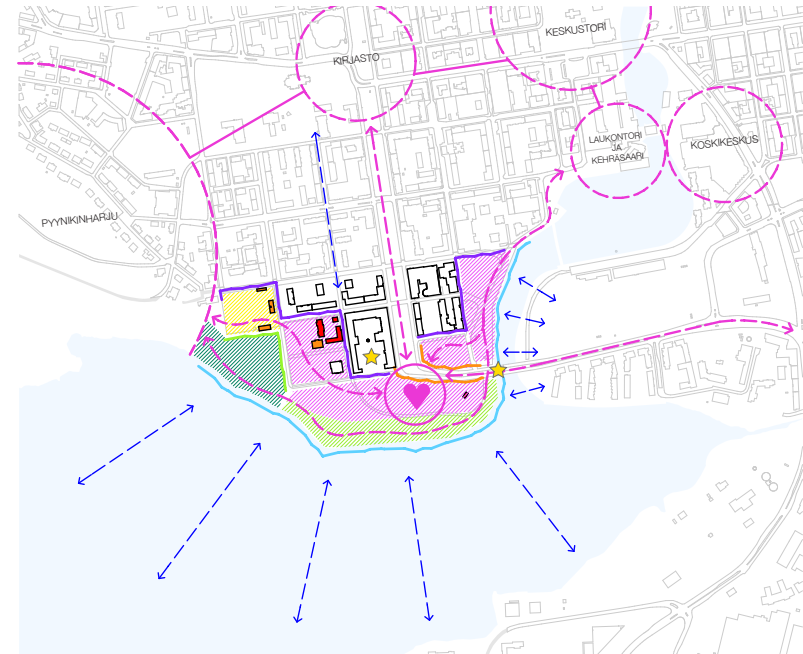 KESKUSTORI
KIRJASTO
LAUKONTORI
JA
KEHRÄSAARI
KOSKIKESKUS
PYYNIKINHARJU